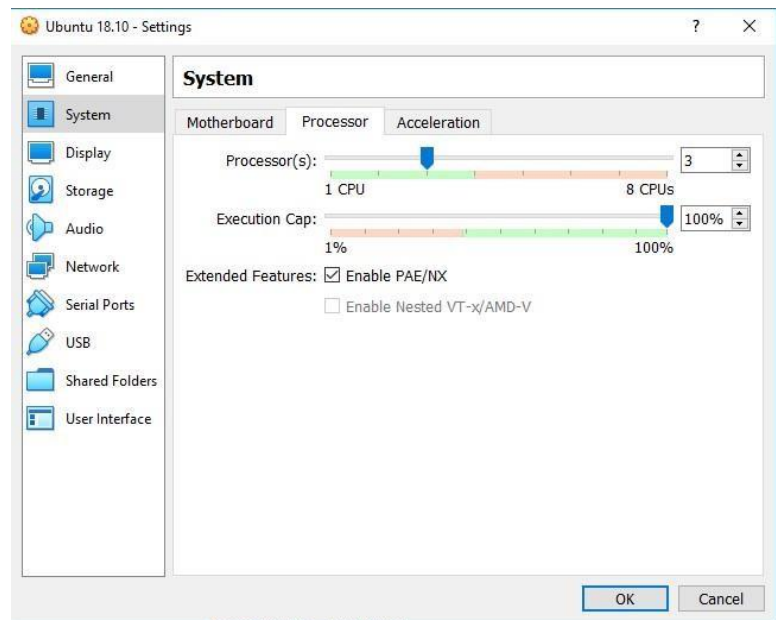 Ubuntu 18.10 - Settings ? ×
General
System
Display
Storage
Audio
Network
Serial Ports
USB
Shared Folders
User Interface
System
Motherboard Processor Acceleration
Processor(s): 3
1 CPU 8 CPUs
Execution Cap: 100%
1% 100%
Extended Features: Enable PAE/NX
Enable Nested VT-x/AMD-V
OK Cancel